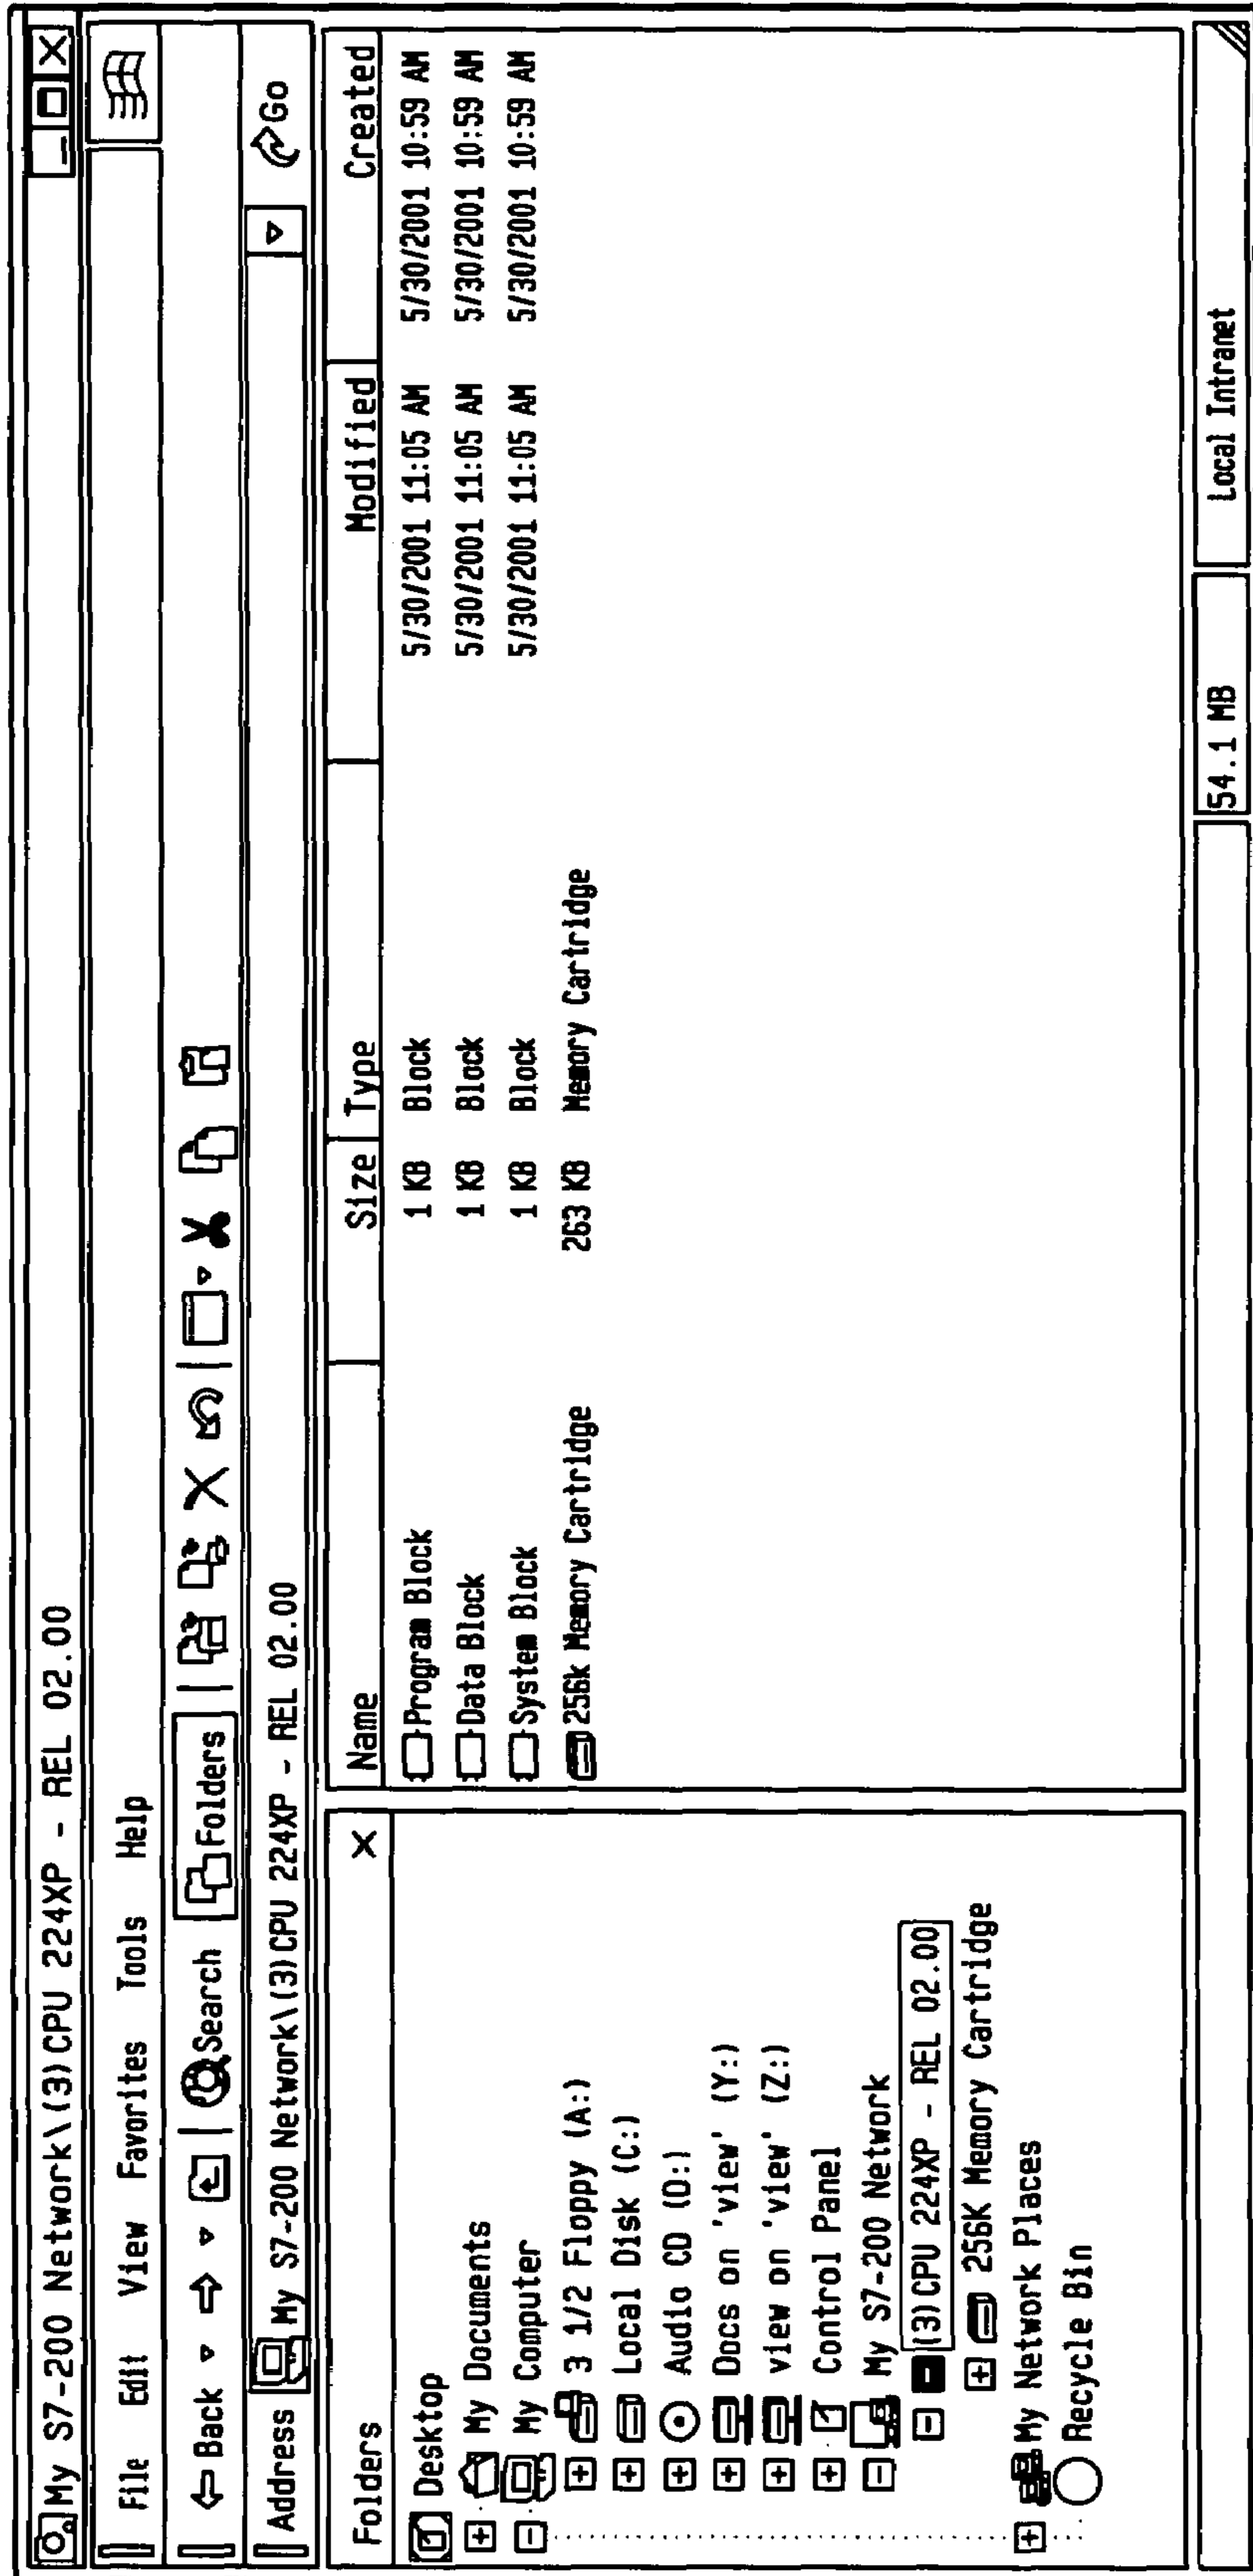 My S7-200 Network\(3)CPU 224XP - REL 02.00
File Edit View Favorites Tools Help
Back Search Folders
Address My S7-200 Network\(3)CPU 224XP - REL 02.00 Go
Folders X
Desktop
My Documents
My Computer
3 1/2 Floppy (A:)
Local Disk (C:)
Audio CD (D:)
Docs on 'view' (Y:)
view on 'view' (Z:)
Control Panel
My S7-200 Network
(3)CPU 224XP - REL 02.00
256K Memory Cartridge
My Network Places
Recycle Bin
Name Size Type Modified Created
Program Block 1 KB Block 5/30/2001 11:05 AM 5/30/2001 10:59 AM
Data Block 1 KB Block 5/30/2001 11:05 AM 5/30/2001 10:59 AM
System Block 1 KB Block 5/30/2001 11:05 AM 5/30/2001 10:59 AM
256k Memory Cartridge 263 KB Memory Cartridge
54.1 MB Local Intranet